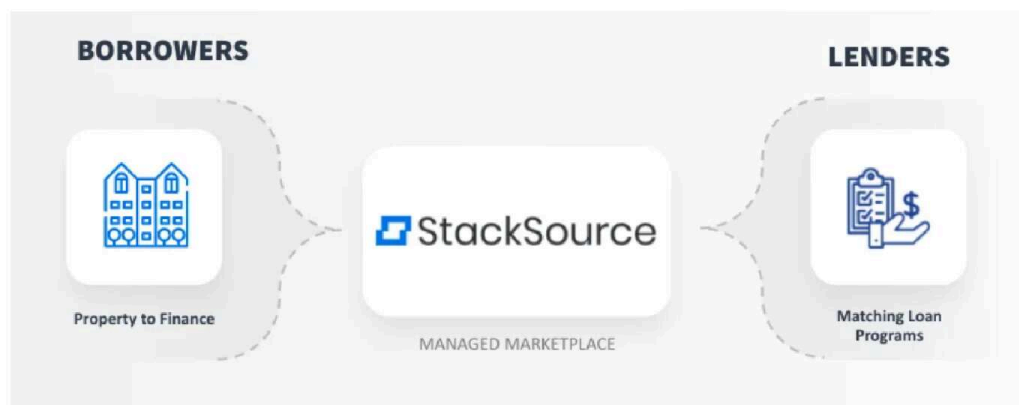 BORROWERS
LENDERS
StackSource
Property to Finance
Matching Loan
Programs
MANAGED MARKETPLACE
$